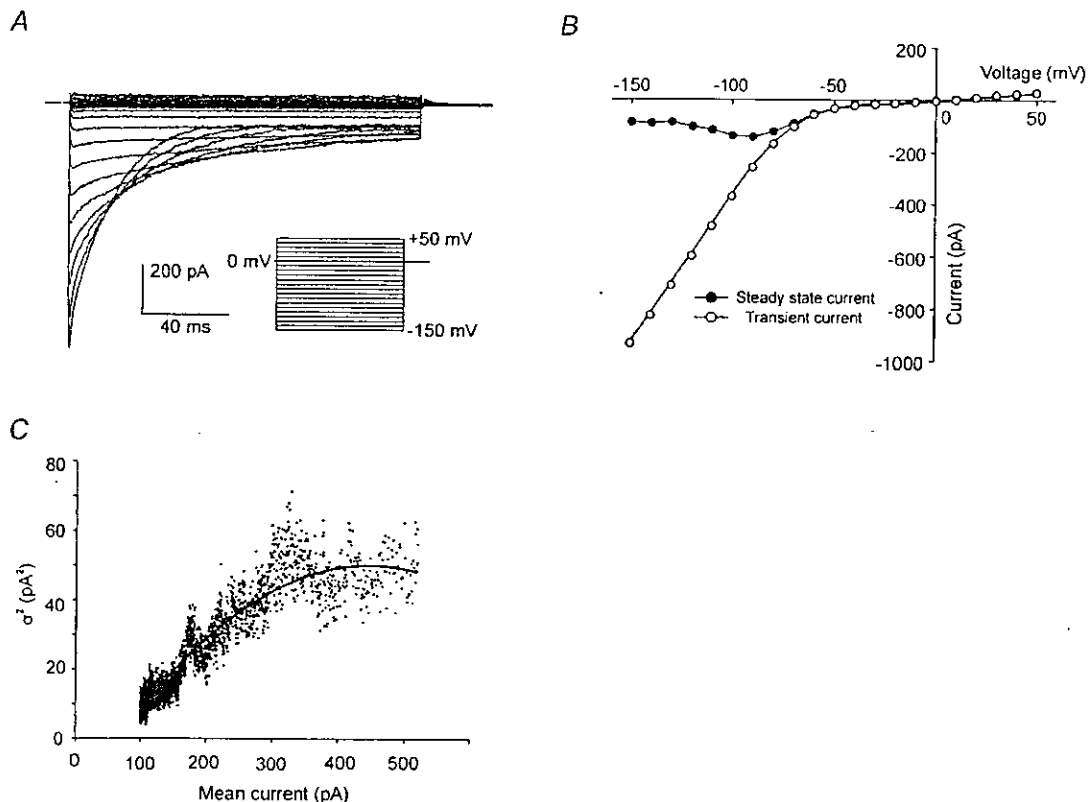 A
0 mV
+50 mV
-150 mV
200 pA
40 ms
B
200
Voltage (mV)
-150
-100
-50
0
50
-200
-400
-600
-800
-1000
Current (pA)
Steady state current
Transient current
C
80
60
40
20
0
σ² (pA²)
0
100
200
300
400
500
Mean current (pA)